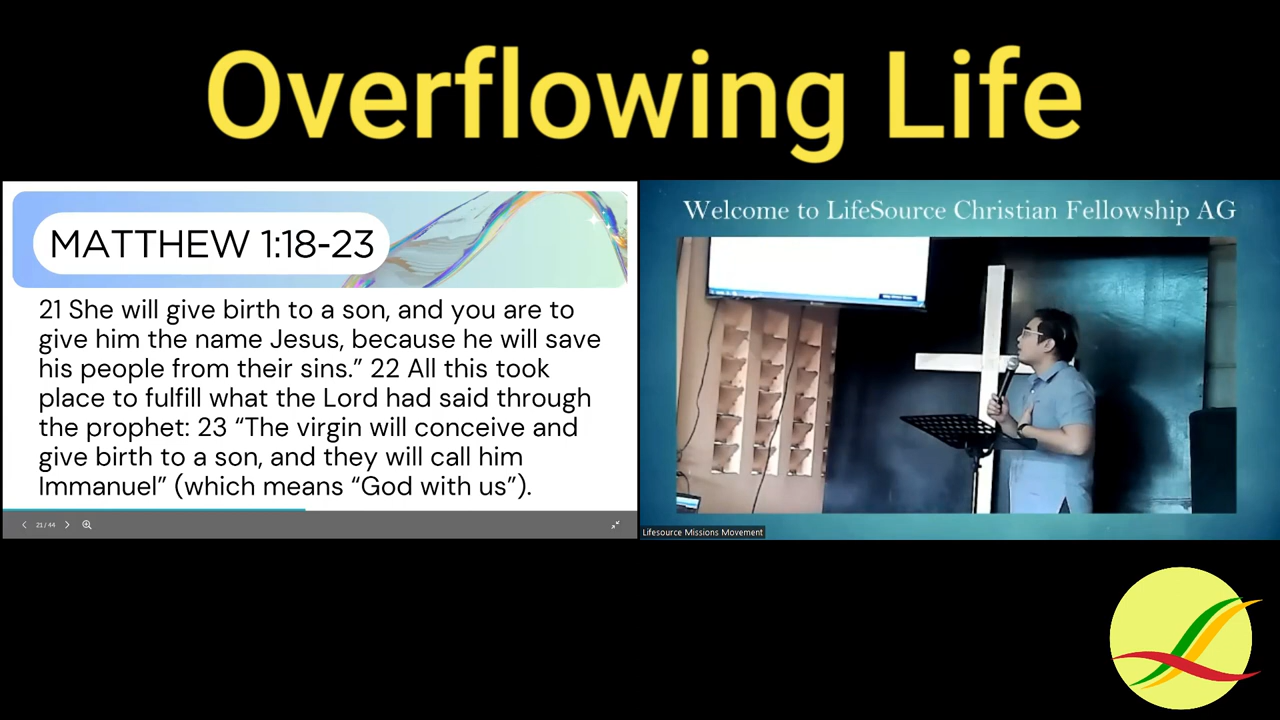 Overflowing Life
MATTHEW 1:18-23
21 She will give birth to a son, and you are to
give him the name Jesus, because he will save
his people from their sins.” 22 All this took
place to fulfill what the Lord had said through
the prophet: 23 “The virgin will conceive and
give birth to a son, and they will call him
Immanuel” (which means “God with us”).
21 / 44
Welcome to LifeSource Christian Fellowship AG
Lifesource Missions Movement